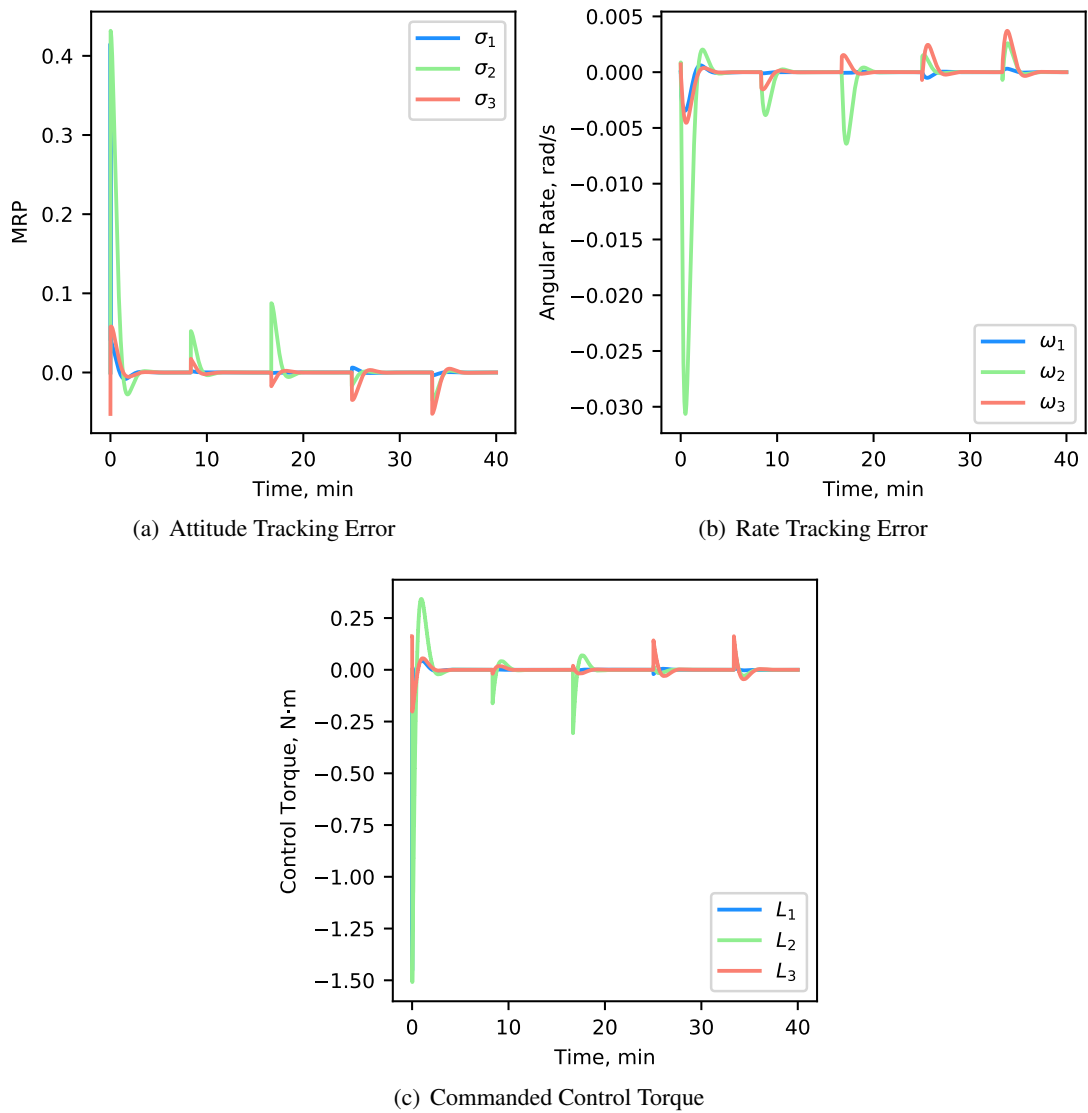 0.4
0.3
0.2
0.1
0.0
MRP
σ1
σ2
σ3
0 10 20 30 40
Time, min
(a) Attitude Tracking Error
0.005
0.000
−0.005
−0.010
−0.015
−0.020
−0.025
−0.030
Angular Rate, rad/s
ω1
ω2
ω3
0 10 20 30 40
Time, min
(b) Rate Tracking Error
0.25
0.00
−0.25
−0.50
−0.75
−1.00
−1.25
−1.50
Control Torque, N·m
L1
L2
L3
0 10 20 30 40
Time, min
(c) Commanded Control Torque